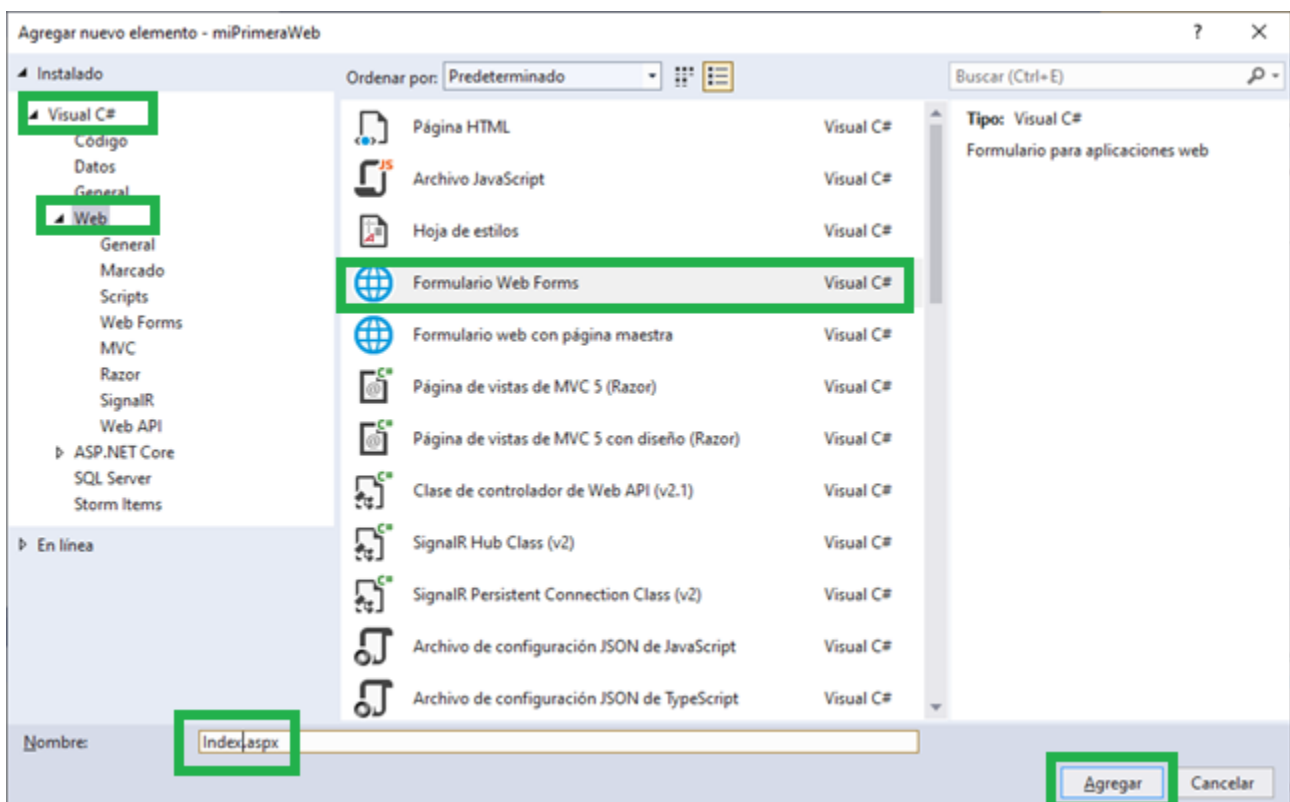 Agregar nuevo elemento - miPrimeraWeb
?
Instalado
Visual C#
Código
Datos
General
Web
General
Marcado
Scripts
Web Forms
MVC
Razor
SignalR
Web API
ASP.NET Core
SQL Server
Storm Items
En línea
Ordenar por: Predeterminado
Página HTML Visual C#
Archivo JavaScript Visual C#
Hoja de estilos Visual C#
Formulario Web Forms Visual C#
Formulario web con página maestra Visual C#
Página de vistas de MVC 5 (Razor) Visual C#
Página de vistas de MVC 5 con diseño (Razor) Visual C#
Clase de controlador de Web API (v2.1) Visual C#
SignalR Hub Class (v2) Visual C#
SignalR Persistent Connection Class (v2) Visual C#
Archivo de configuración JSON de JavaScript Visual C#
Archivo de configuración JSON de TypeScript Visual C#
Buscar (Ctrl+E)
Tipo: Visual C#
Formulario para aplicaciones web
Nombre: Index.aspx
Agregar Cancelar